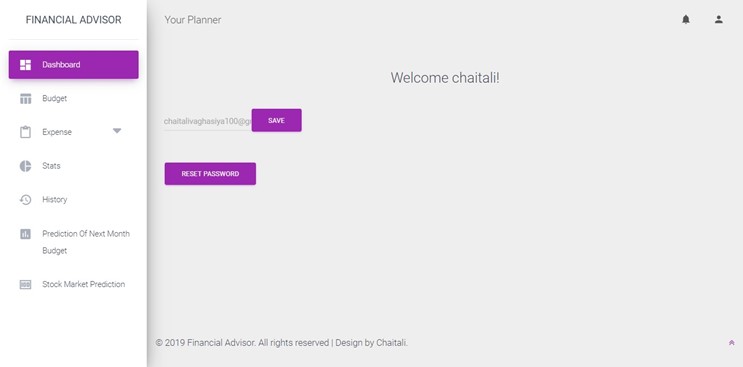 FINANCIAL ADVISOR
Your Planner
Dashboard
Welcome chaitali!
Budget
chaitalivaghasiya100@g
SAVE
Expense
Stats
RESET PASSWORD
History
Prediction Of Next Month
Budget
Stock Market Prediction
© 2019 Financial Advisor. All rights reserved | Design by Chaitali.